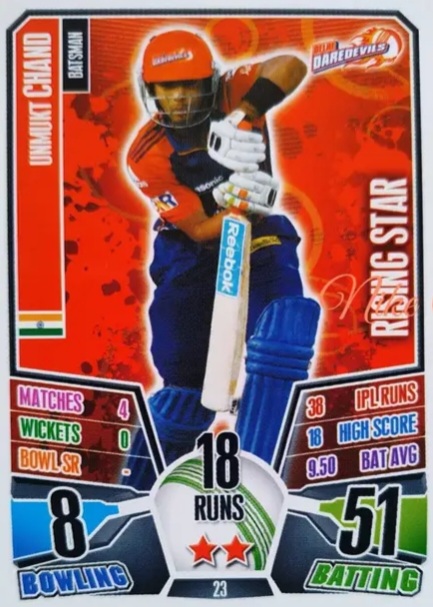 UNMUKT CHAND
BATSMAN
DELHI
DAREDEVILS
DAREDEVILS
Reebok
RISING STAR
MATCHES 4
WICKETS 0
BOWL SR -
38 IPL RUNS
18 HIGH SCORE
9.50 BAT AVG
18
RUNS
8
BOWLING
51
BATTING
23